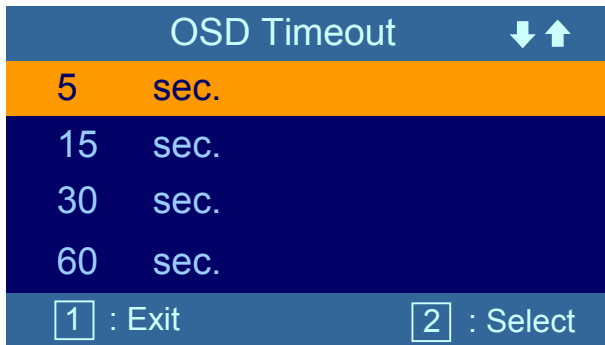 OSD Timeout
5 sec.
15 sec.
30 sec.
60 sec.
1 : Exit 2 : Select